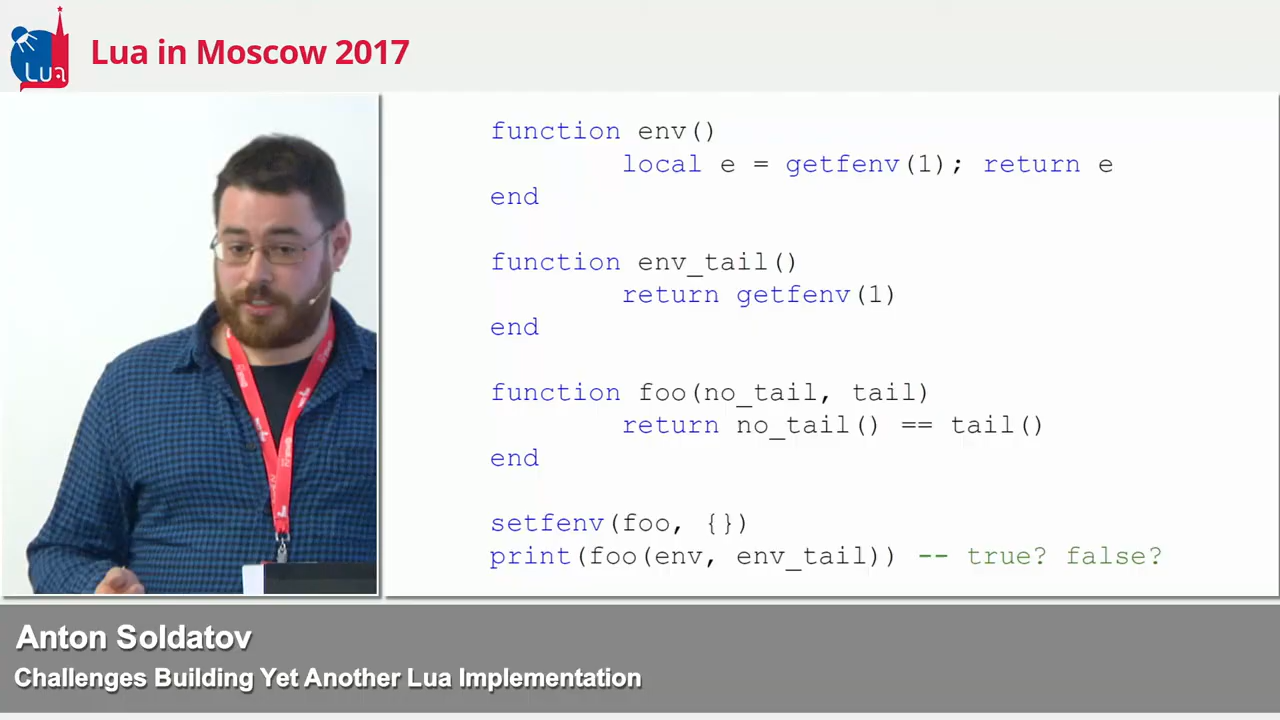 Lua
Lua in Moscow 2017
function env()
local e = getfenv(1); return e
end
function env_tail()
return getfenv(1)
end
function foo(no_tail, tail)
return no_tail() == tail()
end
setfenv(foo, {})
print(foo(env, env_tail)) -- true? false?
Anton Soldatov
Challenges Building Yet Another Lua Implementation